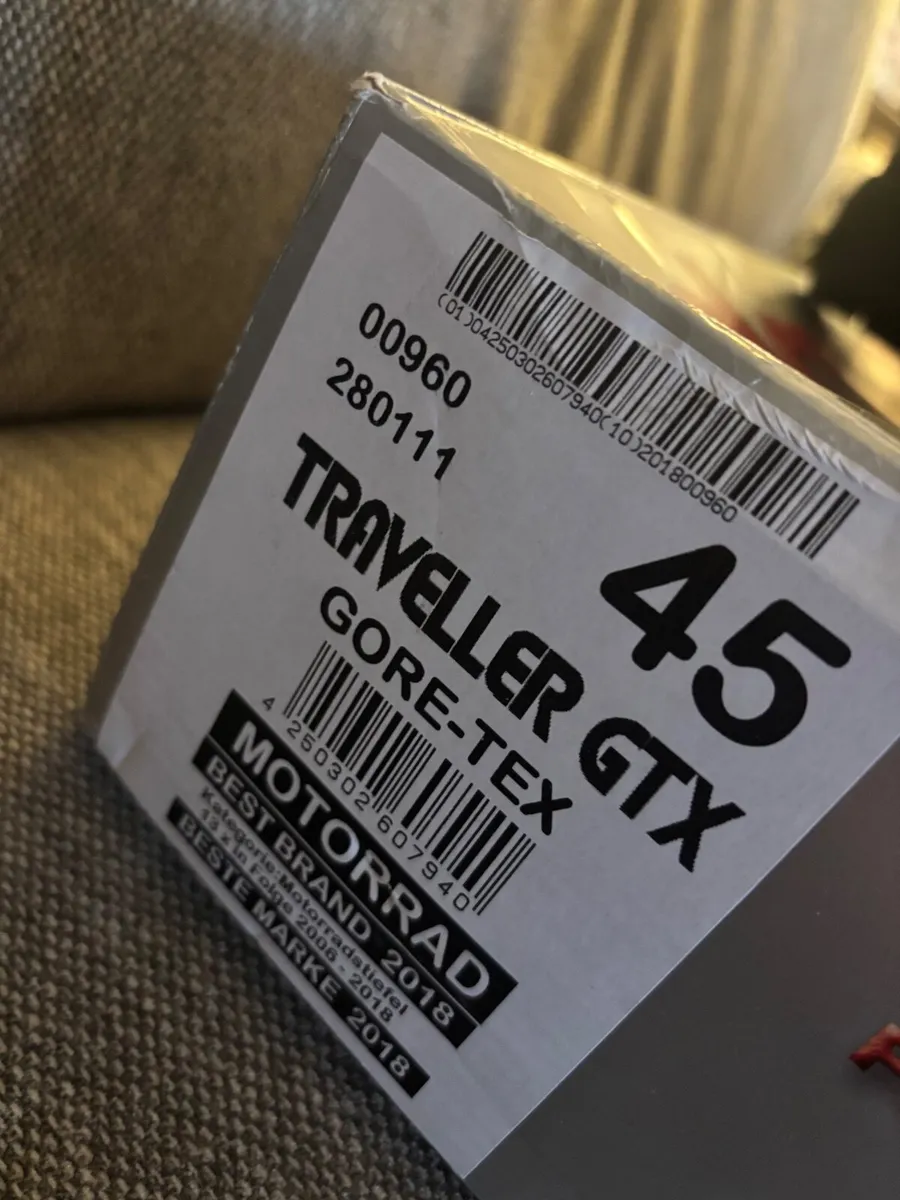 (01)04250302607940(10)201800960
00960
280111
45
TRAVELLER GTX
GORE-TEX
4 250302 607940
MOTORRAD
BEST BRAND 2018
Kategorie:Motorradstiefel
13 x in Folge 2006 - 2018
BESTE MARKE 2018